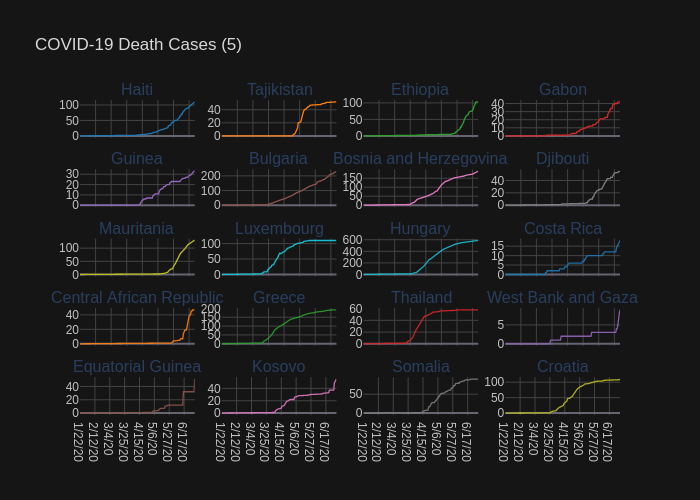 COVID-19 Death Cases (5)
Haiti Tajikistan Ethiopia Gabon
100 50 0
40 20 0
100 50 0
40 30 20 10 0
Guinea Bulgaria Bosnia and Herzegovina Djibouti
30 20 10 0
200 100 0
150 100 50 0
40 20 0
Mauritania Luxembourg Hungary Costa Rica
100 50 0
100 50 0
600 400 200 0
15 10 5 0
Central African Republic Greece Thailand West Bank and Gaza
40 20 0
200 150 100 50 0
60 40 20 0
5 0
Equatorial Guinea Kosovo Somalia Croatia
40 20 0
40 20 0
50 0
100 50 0
1/22/20 2/12/20 3/4/20 3/25/20 4/15/20 5/6/20 5/27/20 6/17/20
1/22/20 2/12/20 3/4/20 3/25/20 4/15/20 5/6/20 5/27/20 6/17/20
1/22/20 2/12/20 3/4/20 3/25/20 4/15/20 5/6/20 5/27/20 6/17/20
1/22/20 2/12/20 3/4/20 3/25/20 4/15/20 5/6/20 5/27/20 6/17/20